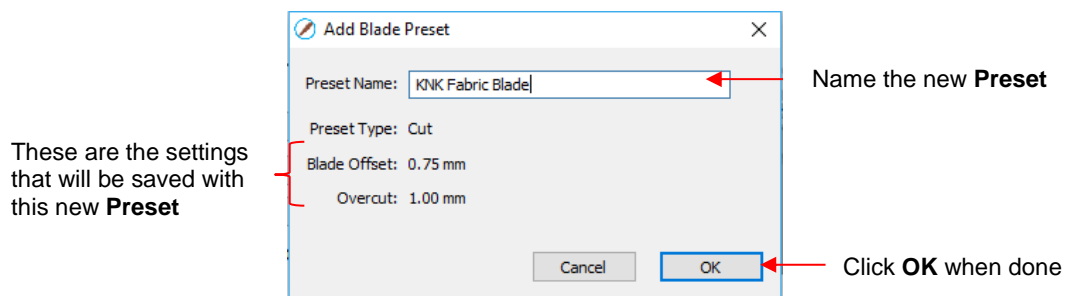 Add Blade Preset
Preset Name: KNK Fabric Blade
Name the new Preset
Preset Type: Cut
These are the settings
that will be saved with
this new Preset
Blade Offset: 0.75 mm
Overcut: 1.00 mm
Cancel
OK
Click OK when done